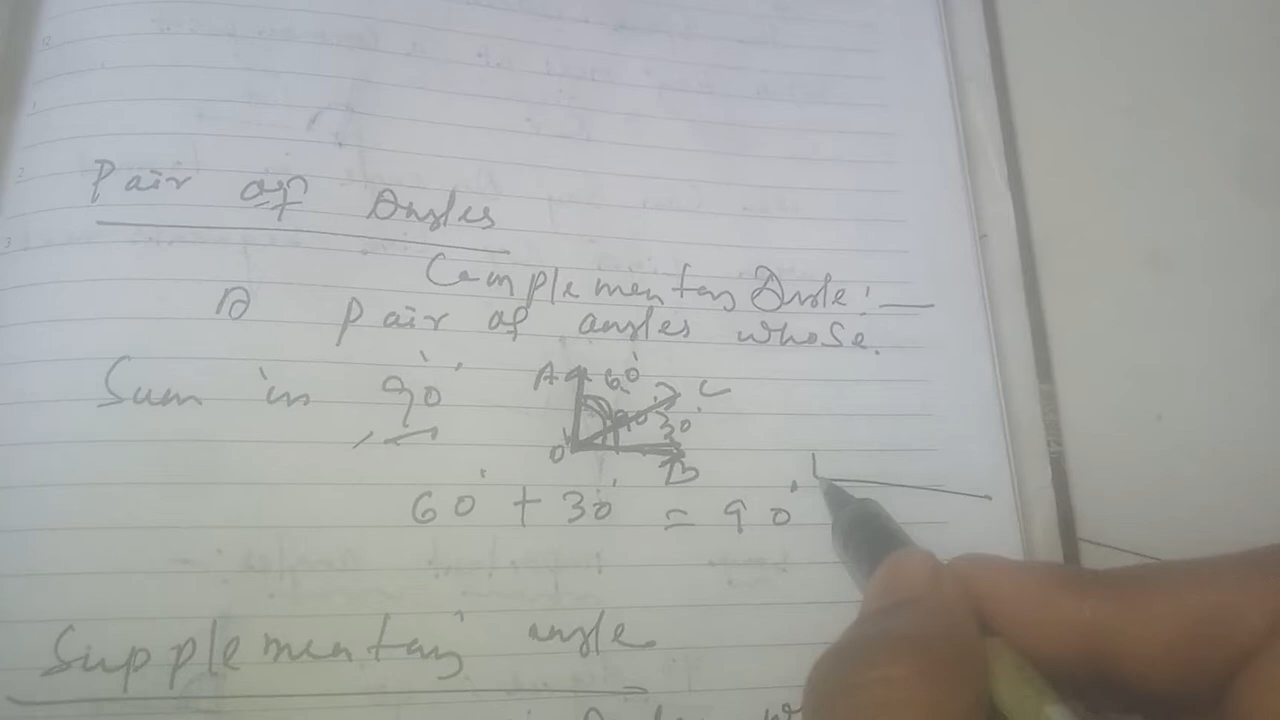 Pair of Angles
Complementary Angle:—
A pair of angles whose.
Sum is 90°
A 60° C
90° 30°
O B
60° + 30° = 90°
Supplementary angle